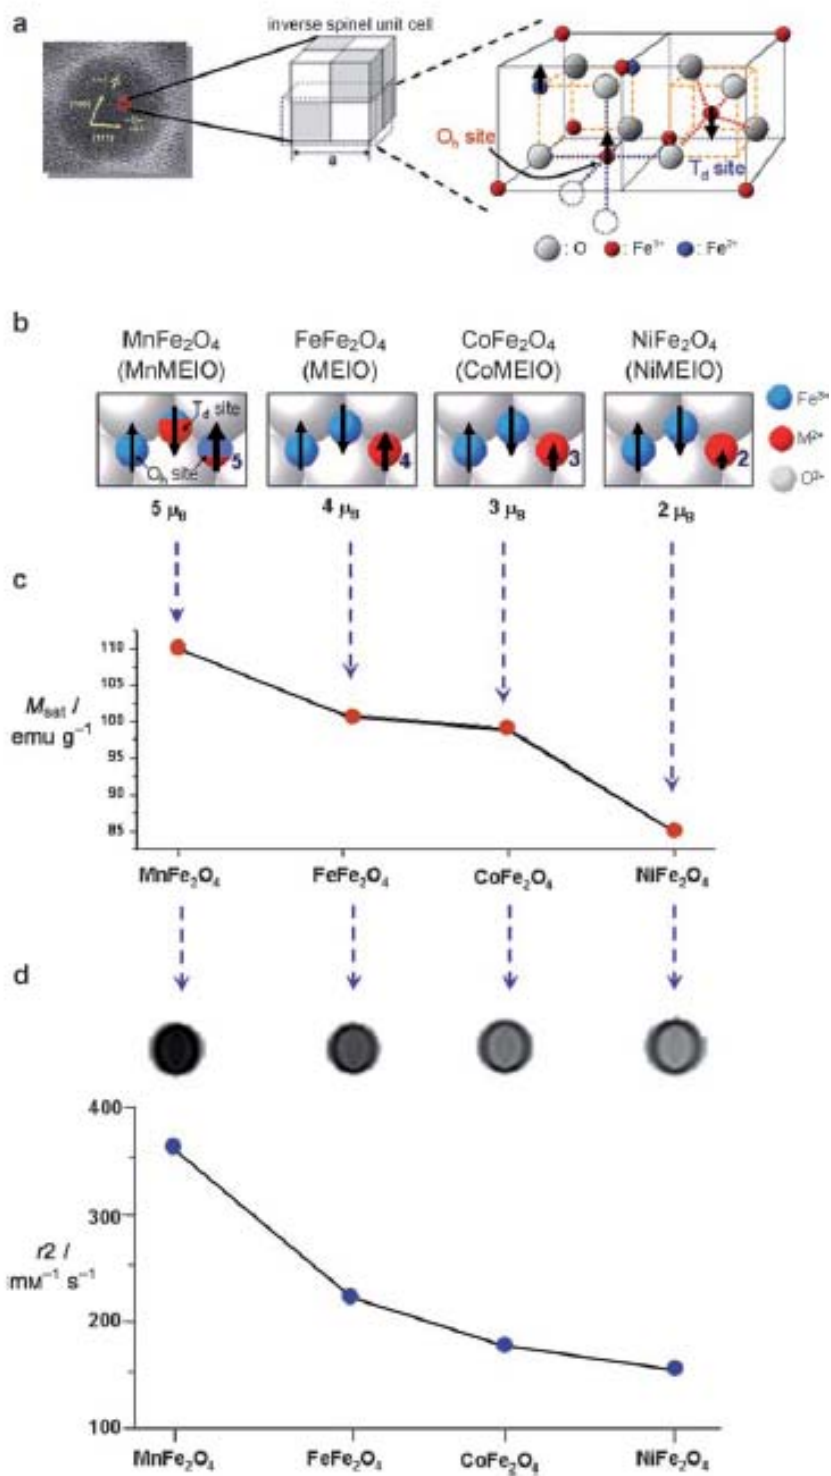 a
inverse spinel unit cell
a
Oh site
Td site
: O : Fe³⁺ : Fe²⁺
b
MnFe₂O₄
(MnMEIO)
FeFe₂O₄
(MEIO)
CoFe₂O₄
(CoMEIO)
NiFe₂O₄
(NiMEIO)
Td site
Oh site
5
4
3
2
Fe³⁺
M²⁺
O²⁻
5 μB
4 μB
3 μB
2 μB
c
110
105
100
95
90
85
Msat /
emu g⁻¹
MnFe₂O₄ FeFe₂O₄ CoFe₂O₄ NiFe₂O₄
d
400
300
200
100
r2 /
mM⁻¹ s⁻¹
MnFe₂O₄ FeFe₂O₄ CoFe₂O₄ NiFe₂O₄